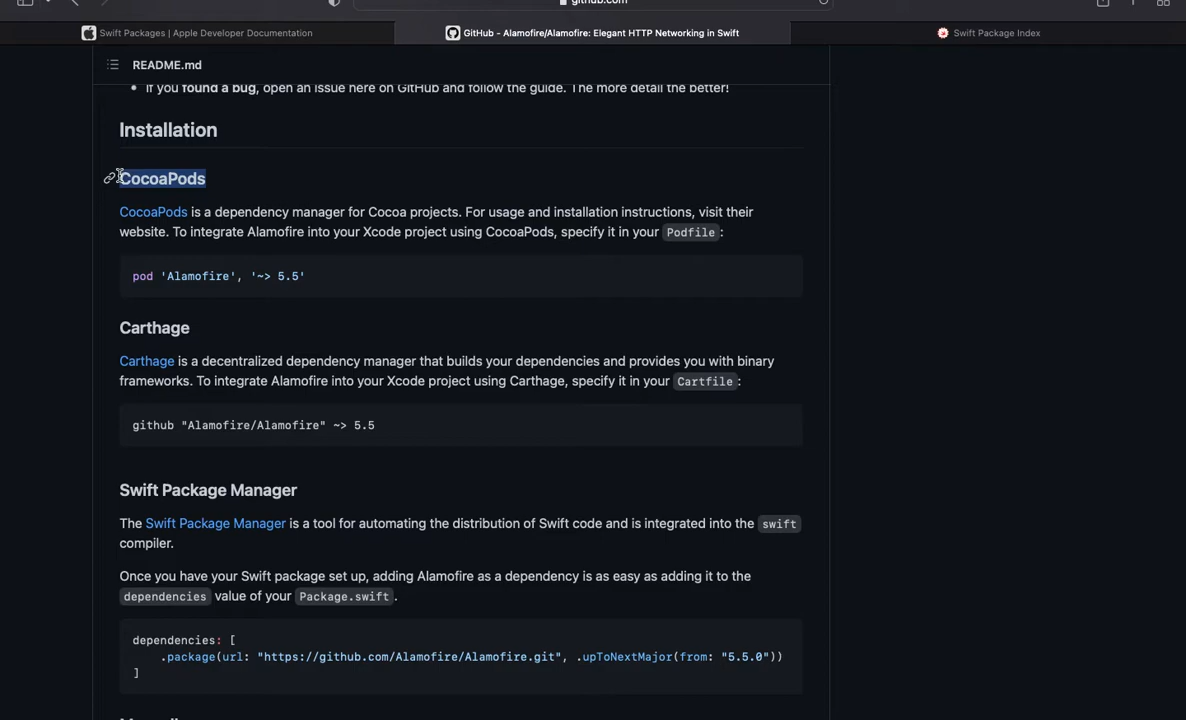 github.com
Swift Packages | Apple Developer Documentation
GitHub - Alamofire/Alamofire: Elegant HTTP Networking in Swift
Swift Package Index
README.md
If you found a bug, open an issue here on GitHub and follow the guide. The more detail the better!
Installation
CocoaPods
CocoaPods is a dependency manager for Cocoa projects. For usage and installation instructions, visit their
website. To integrate Alamofire into your Xcode project using CocoaPods, specify it in your Podfile:
pod 'Alamofire', '~> 5.5'
Carthage
Carthage is a decentralized dependency manager that builds your dependencies and provides you with binary
frameworks. To integrate Alamofire into your Xcode project using Carthage, specify it in your Cartfile:
github "Alamofire/Alamofire" ~> 5.5
Swift Package Manager
The Swift Package Manager is a tool for automating the distribution of Swift code and is integrated into the swift
compiler.
Once you have your Swift package set up, adding Alamofire as a dependency is as easy as adding it to the
dependencies value of your Package.swift.
dependencies: [
    .package(url: "https://github.com/Alamofire/Alamofire.git", .upToNextMajor(from: "5.5.0"))
]